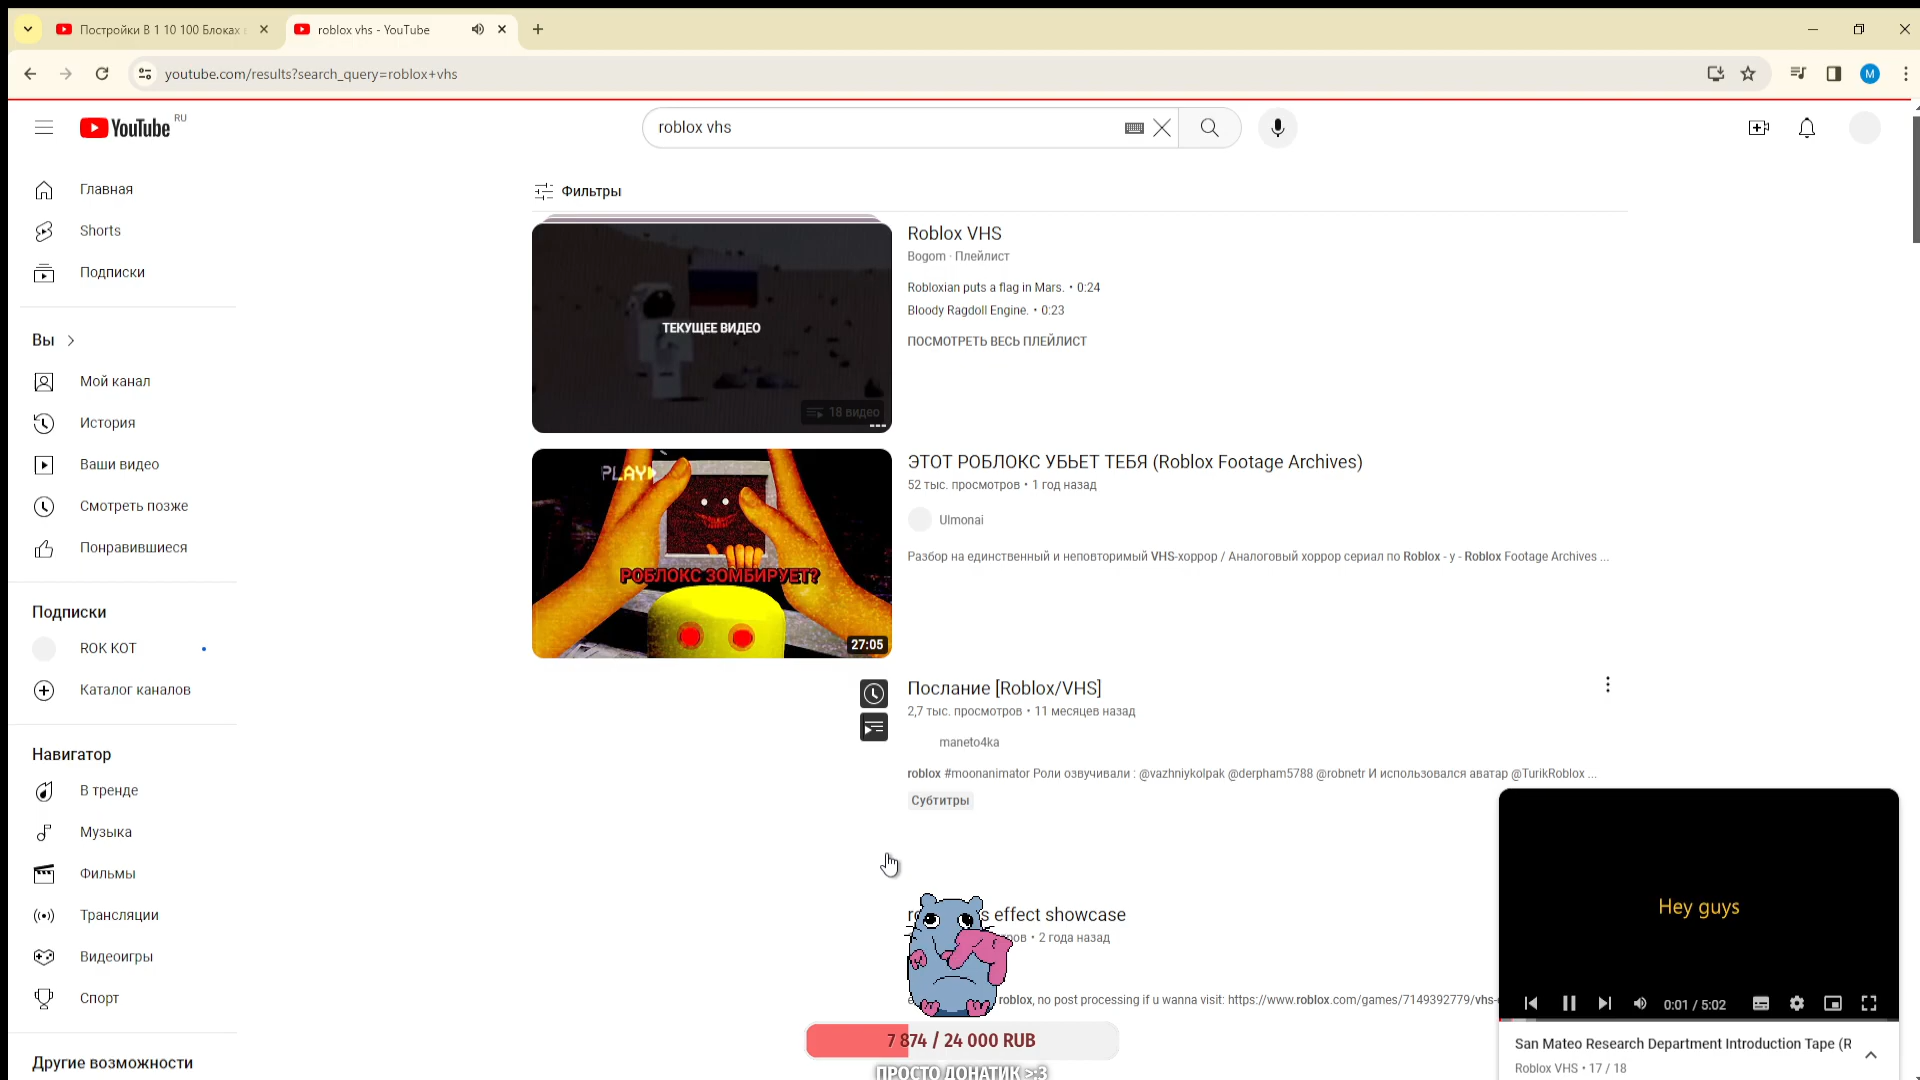 Постройки В 1 10 100 Блоках
roblox vhs - YouTube
youtube.com/results?search_query=roblox+vhs
M
YouTube
RU
roblox vhs
Главная
Shorts
Подписки
Вы
Мой канал
История
Ваши видео
Смотреть позже
Понравившиеся
Подписки
ROK KOT
Каталог каналов
Навигатор
В тренде
Музыка
Фильмы
Трансляции
Видеоигры
Спорт
Другие возможности
Фильтры
ТЕКУЩЕЕ ВИДЕО
18 видео
Roblox VHS
Bogom · Плейлист
Robloxian puts a flag in Mars. • 0:24
Bloody Ragdoll Engine. • 0:23
ПОСМОТРЕТЬ ВЕСЬ ПЛЕЙЛИСТ
PLAY
РОБЛОКС ЗОМБИРУЕТ?
27:05
ЭТОТ РОБЛОКС УБЬЕТ ТЕБЯ (Roblox Footage Archives)
52 тыс. просмотров • 1 год назад
Ulmonai
Разбор на единственный и неповторимый VHS-хоррор / Аналоговый хоррор сериал по Roblox - у - Roblox Footage Archives ...
Послание [Roblox/VHS]
2,7 тыс. просмотров • 11 месяцев назад
maneto4ka
roblox #moonanimator Роли озвучивали : @vazhniykolpak @derpham5788 @robnetr И использовался аватар @TurikRoblox ...
Субтитры
effect showcase
• 2 года назад
roblox, no post processing if u wanna visit: https://www.roblox.com/games/7149392779/vhs-
7 874 / 24 000 RUB
ПРОСТО ДОНАТИК >:3
Hey guys
0:01 / 5:02
San Mateo Research Department Introduction Tape (R
Roblox VHS • 17 / 18